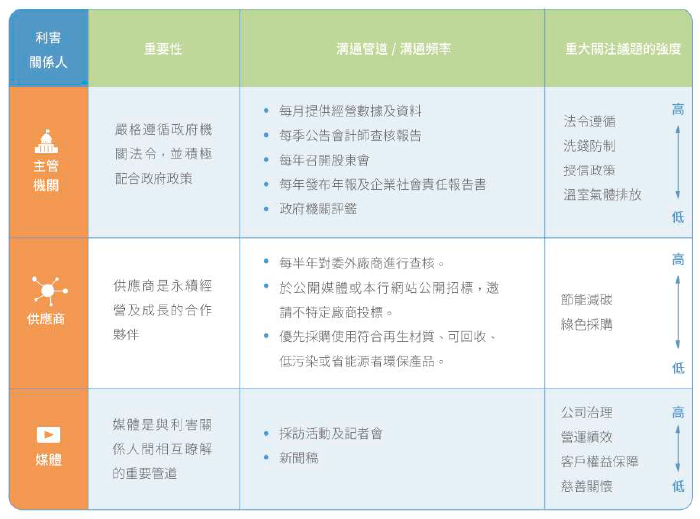 利害
關係人
重要性
溝通管道 / 溝通頻率
重大關注議題的強度
主管
機關
嚴格遵循政府機
關法令，並積極
配合政府政策
• 每月提供經營數據及資料
• 每季公告會計師查核報告
• 每年召開股東會
• 每年發布年報及企業社會責任報告書
• 政府機關評鑑
法令遵循
洗錢防制
授信政策
溫室氣體排放
高
低
供應商
供應商是永續經
營及成長的合作
夥伴
• 每半年對委外廠商進行查核。
• 於公開媒體或本行網站公開招標，邀
請不特定廠商投標。
• 優先採購使用符合再生材質、可回收、
低污染或省能源者環保產品。
節能減碳
綠色採購
高
低
媒體
媒體是與利害關
係人間相互瞭解
的重要管道
• 採訪活動及記者會
• 新聞稿
公司治理
營運績效
客戶權益保障
慈善關懷
高
低